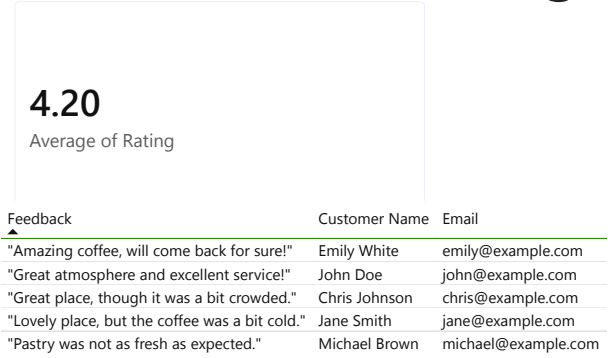 4.20
Average of Rating
Feedback Customer Name Email
"Amazing coffee, will come back for sure!" Emily White emily@example.com
"Great atmosphere and excellent service!" John Doe john@example.com
"Great place, though it was a bit crowded." Chris Johnson chris@example.com
"Lovely place, but the coffee was a bit cold." Jane Smith jane@example.com
"Pastry was not as fresh as expected." Michael Brown michael@example.com